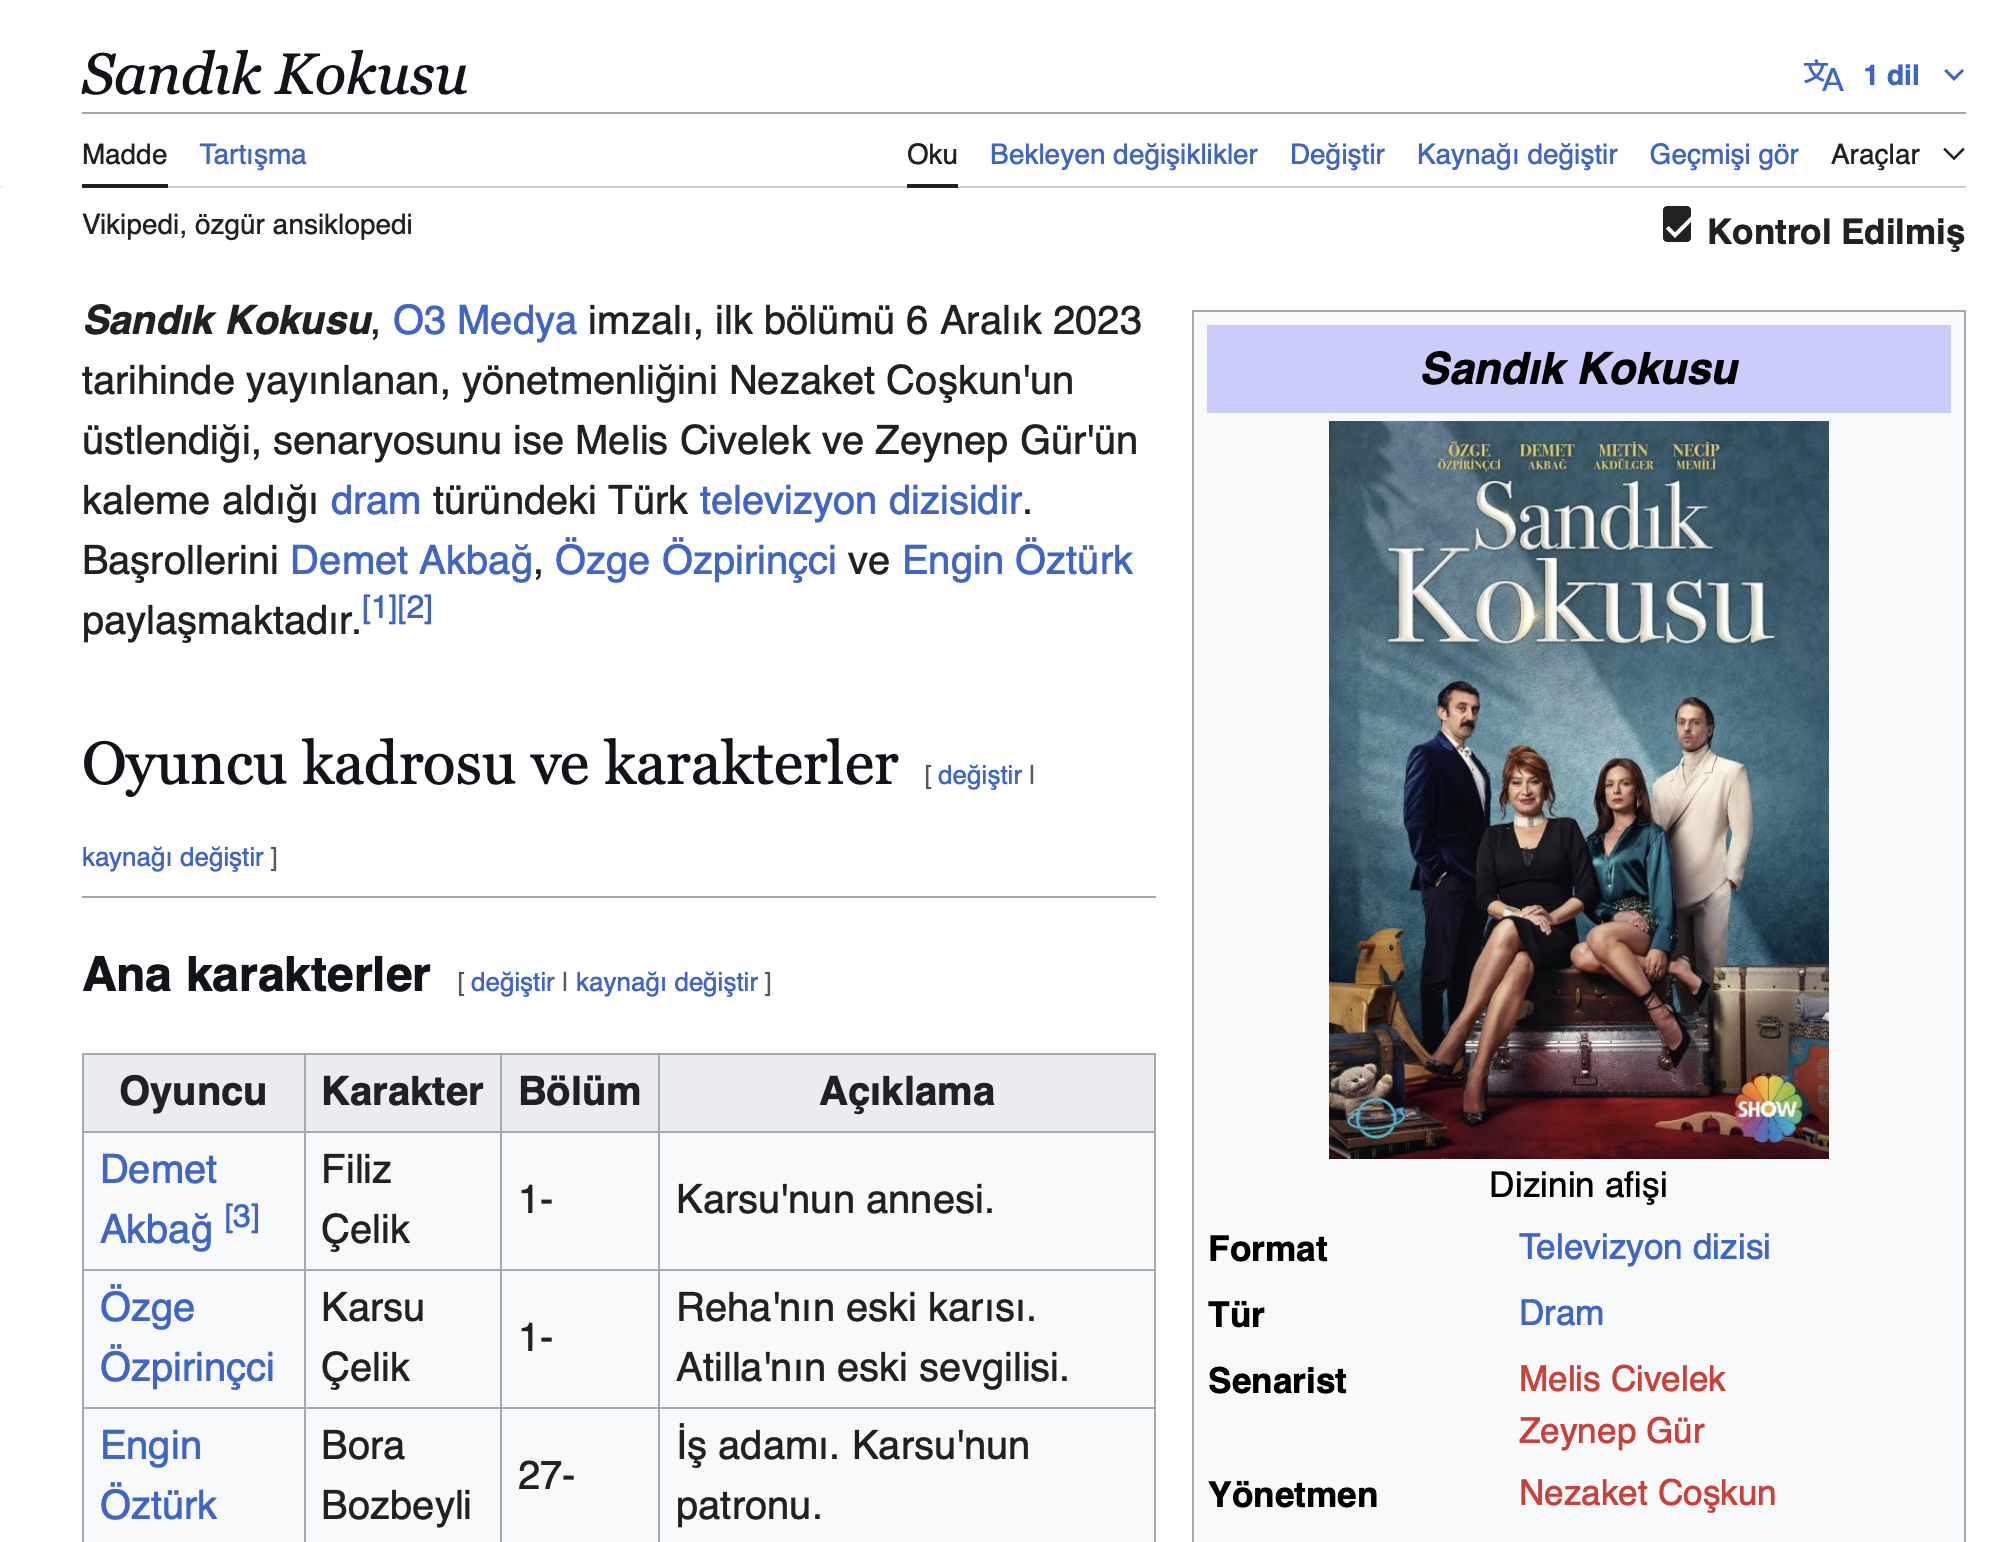 Sandık Kokusu
文A 1 dil
Madde Tartışma Oku Bekleyen değişiklikler Değiştir Kaynağı değiştir Geçmişi gör Araçlar
Vikipedi, özgür ansiklopedi
Kontrol Edilmiş
Sandık Kokusu, O3 Medya imzalı, ilk bölümü 6 Aralık 2023
tarihinde yayınlanan, yönetmenliğini Nezaket Coşkun'un
üstlendiği, senaryosunu ise Melis Civelek ve Zeynep Gür'ün
kaleme aldığı dram türündeki Türk televizyon dizisidir.
Başrollerini Demet Akbağ, Özge Özpirinçci ve Engin Öztürk
paylaşmaktadır.[1][2]
Oyuncu kadrosu ve karakterler [ değiştir |
kaynağı değiştir ]
Ana karakterler [ değiştir | kaynağı değiştir ]
Oyuncu Karakter Bölüm Açıklama
Demet
Akbağ [3]
Filiz
Çelik
1-
Karsu'nun annesi.
Özge
Özpirinçci
Karsu
Çelik
1-
Reha'nın eski karısı.
Atilla'nın eski sevgilisi.
Engin
Öztürk
Bora
Bozbeyli
27-
İş adamı. Karsu'nun
patronu.
Sandık Kokusu
ÖZGE DEMET METİN NECİP
ÖZPİRİNÇCİ AKBAĞ AKDÜLGER MEMİLİ
Sandık
Kokusu
SHOW
Dizinin afişi
Format Televizyon dizisi
Tür Dram
Senarist Melis Civelek
Zeynep Gür
Yönetmen Nezaket Coşkun